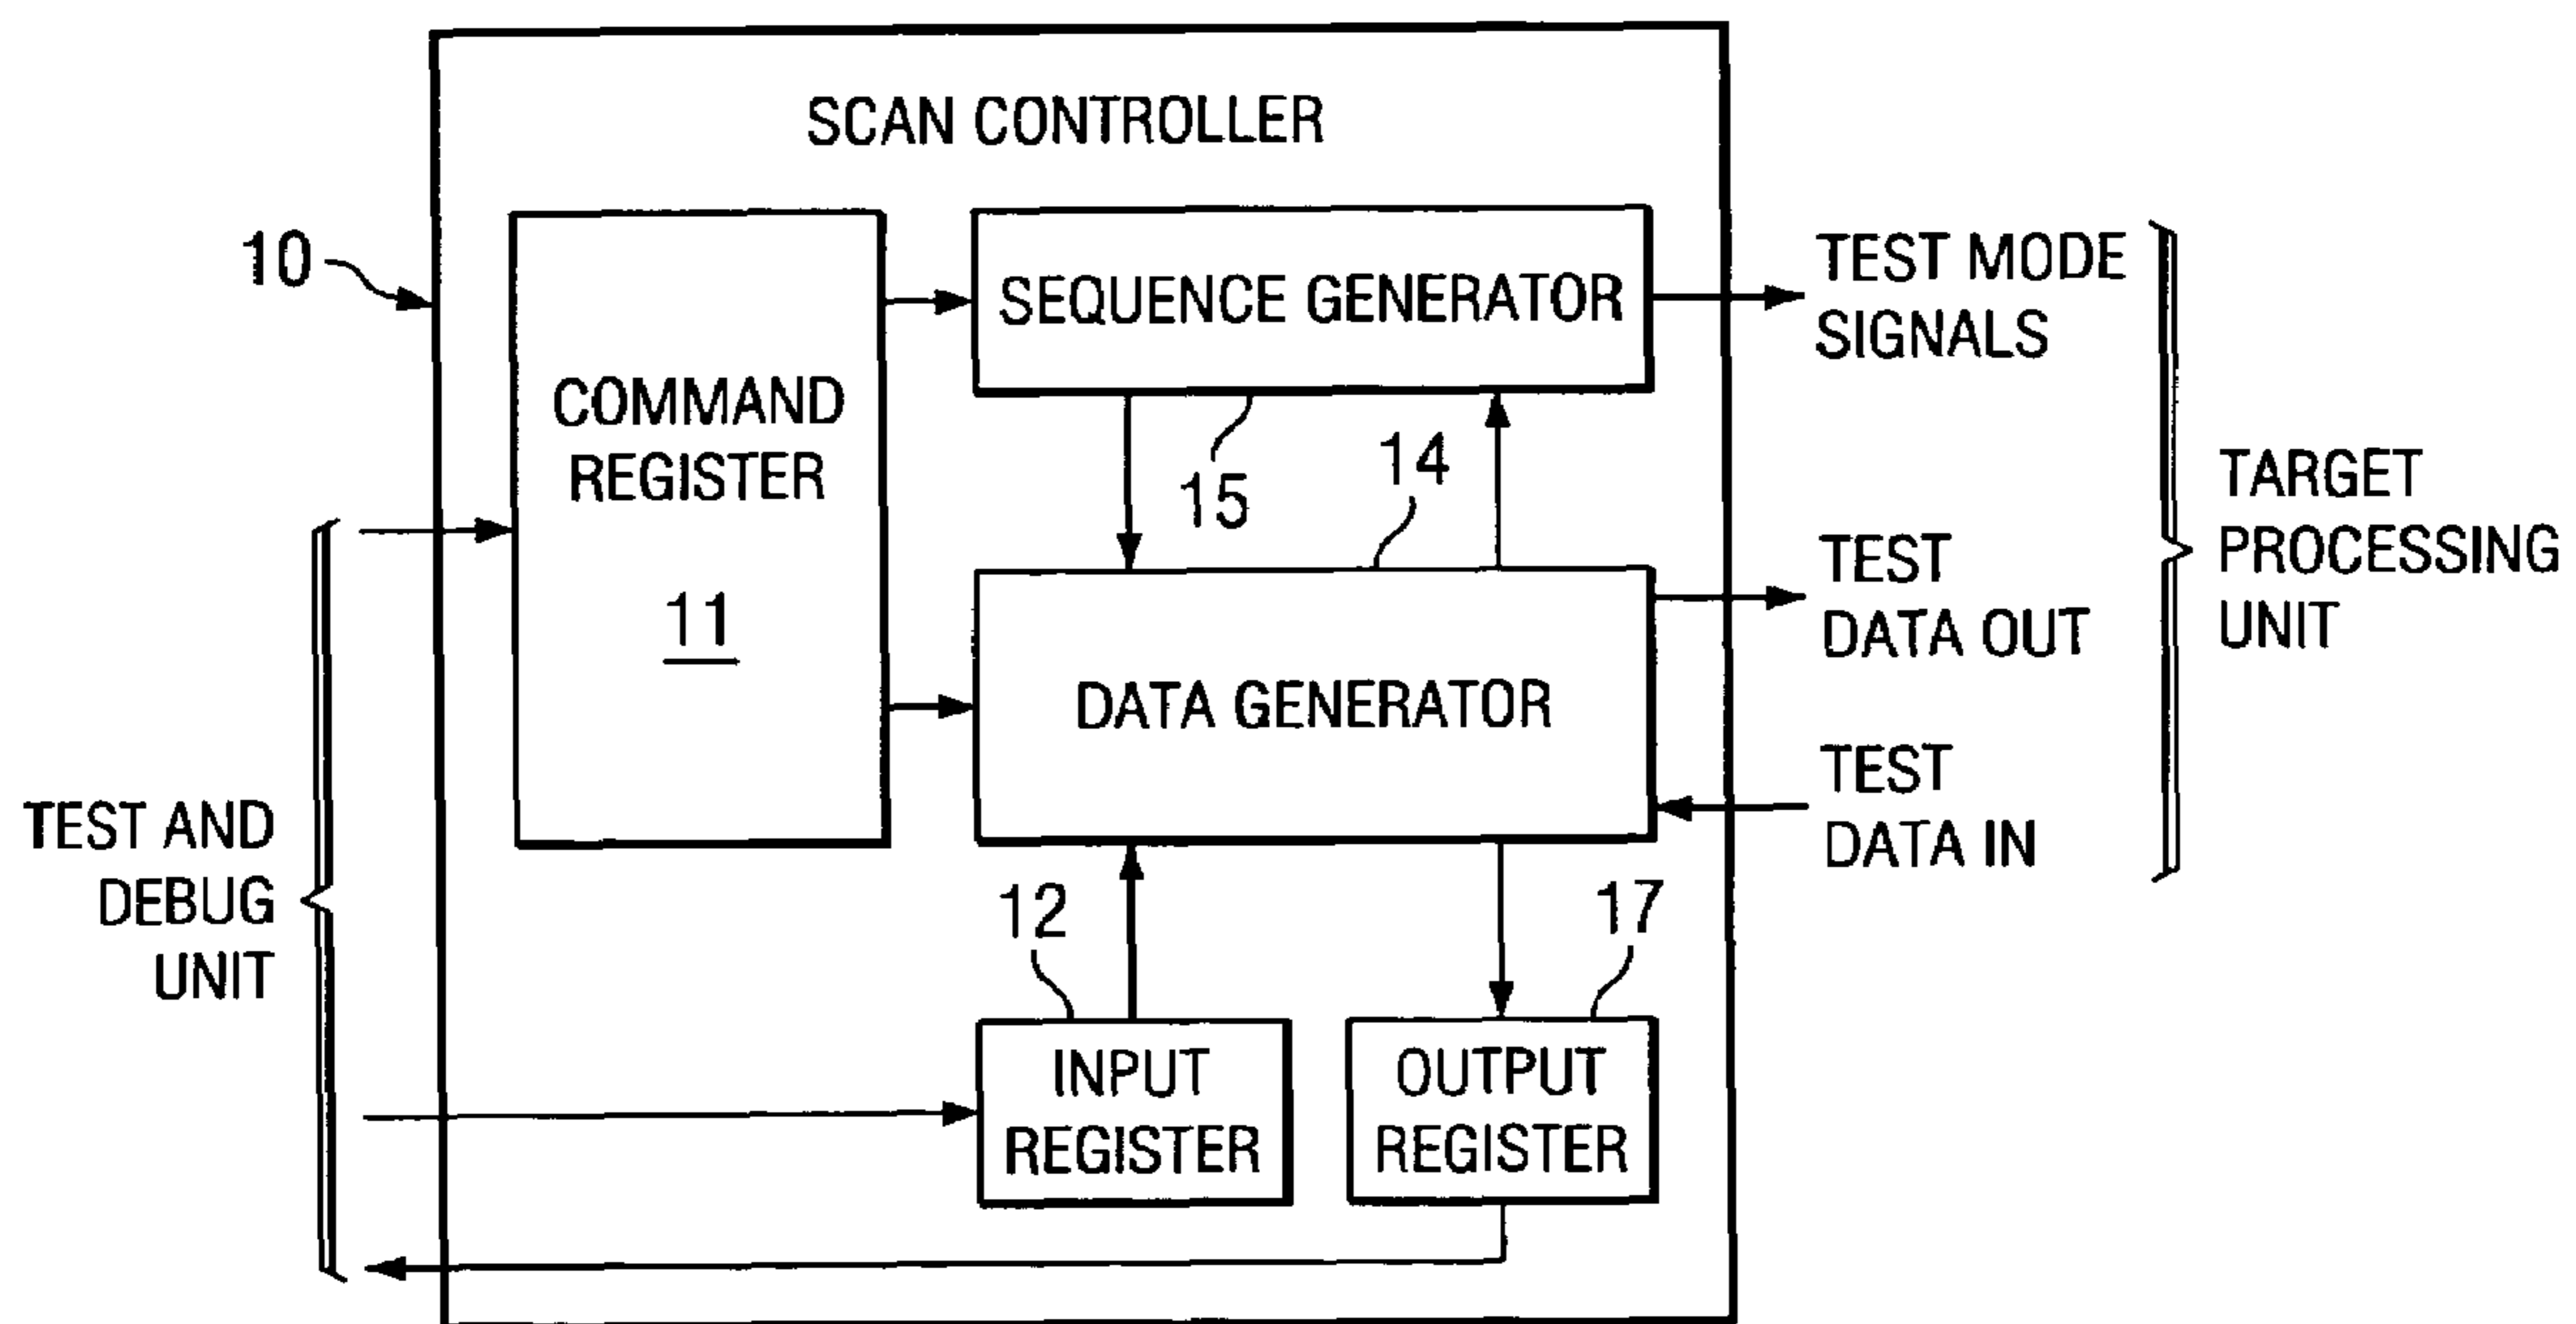 SCAN CONTROLLER
10
COMMAND
REGISTER
11
SEQUENCE GENERATOR
15
14
DATA GENERATOR
12
17
INPUT
REGISTER
OUTPUT
REGISTER
TEST AND
DEBUG
UNIT
TEST MODE
SIGNALS
TEST
DATA OUT
TEST
DATA IN
TARGET
PROCESSING
UNIT